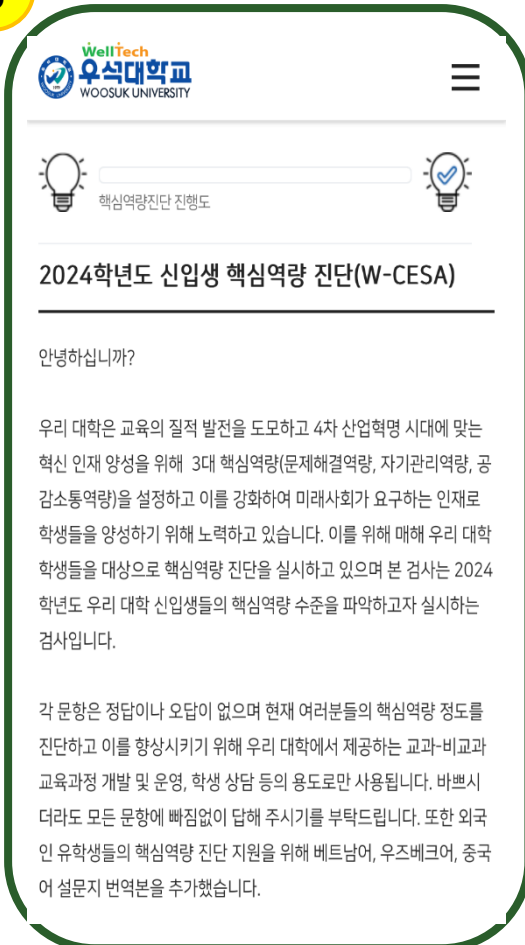 WellTech
우석대학교
WOOSUK UNIVERSITY
핵심역량진단 진행도
2024학년도 신입생 핵심역량 진단(W-CESA)
안녕하십니까?
우리 대학은 교육의 질적 발전을 도모하고 4차 산업혁명 시대에 맞는
혁신 인재 양성을 위해 3대 핵심역량(문제해결역량, 자기관리역량, 공
감소통역량)을 설정하고 이를 강화하여 미래사회가 요구하는 인재로
학생들을 양성하기 위해 노력하고 있습니다. 이를 위해 매해 우리 대학
학생들을 대상으로 핵심역량 진단을 실시하고 있으며 본 검사는 2024
학년도 우리 대학 신입생들의 핵심역량 수준을 파악하고자 실시하는
검사입니다.
각 문항은 정답이나 오답이 없으며 현재 여러분들의 핵심역량 정도를
진단하고 이를 향상시키기 위해 우리 대학에서 제공하는 교과-비교과
교육과정 개발 및 운영, 학생 상담 등의 용도로만 사용됩니다. 바쁘시
더라도 모든 문항에 빠짐없이 답해 주시기를 부탁드립니다. 또한 외국
인 유학생들의 핵심역량 진단 지원을 위해 베트남어, 우즈베크어, 중국
어 설문지 번역본을 추가했습니다.